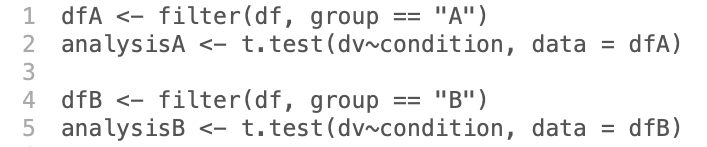 1 dfA <- filter(df, group == "A")
2 analysisA <- t.test(dv~condition, data = dfA)
3
4 dfB <- filter(df, group == "B")
5 analysisB <- t.test(dv~condition, data = dfB)